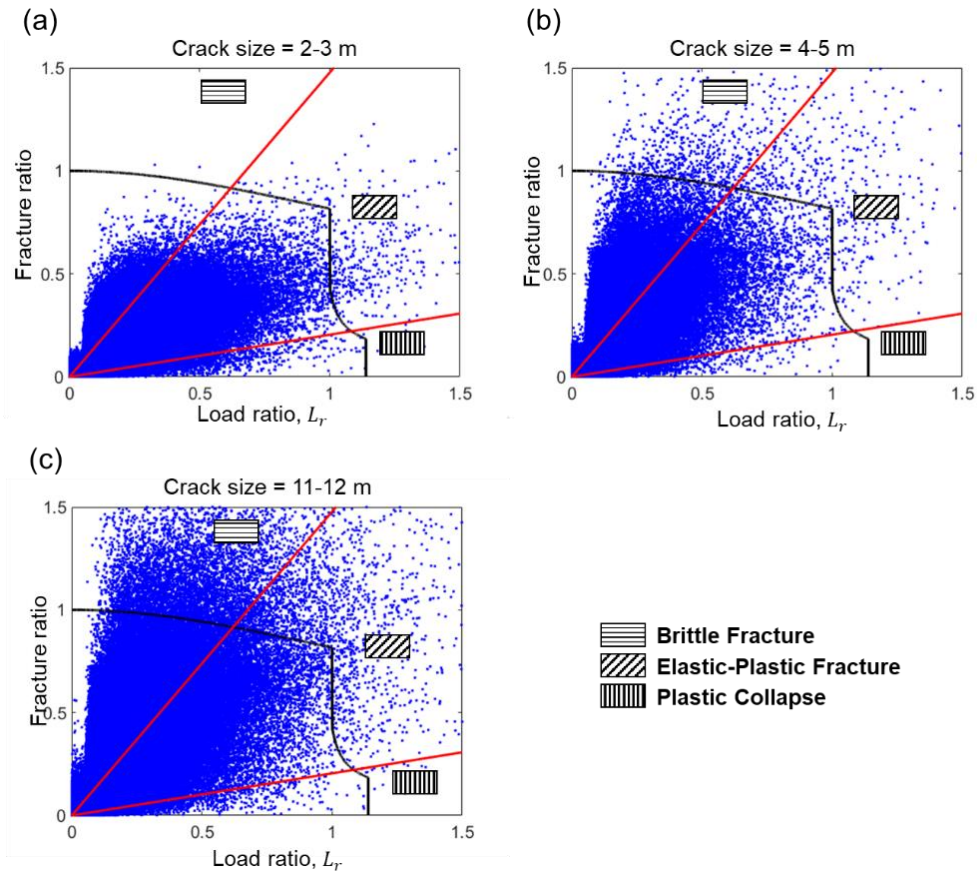 (a)
Crack size = 2-3 m
1.5
1
0.5
0
Fracture ratio
0
0.5
1
1.5
Load ratio, L_r
(b)
Crack size = 4-5 m
1.5
1
0.5
0
Fracture ratio
0
0.5
1
1.5
Load ratio, L_r
(c)
Crack size = 11-12 m
1.5
1
0.5
0
Fracture ratio
0
0.5
1
1.5
Load ratio, L_r
Brittle Fracture
Elastic-Plastic Fracture
Plastic Collapse